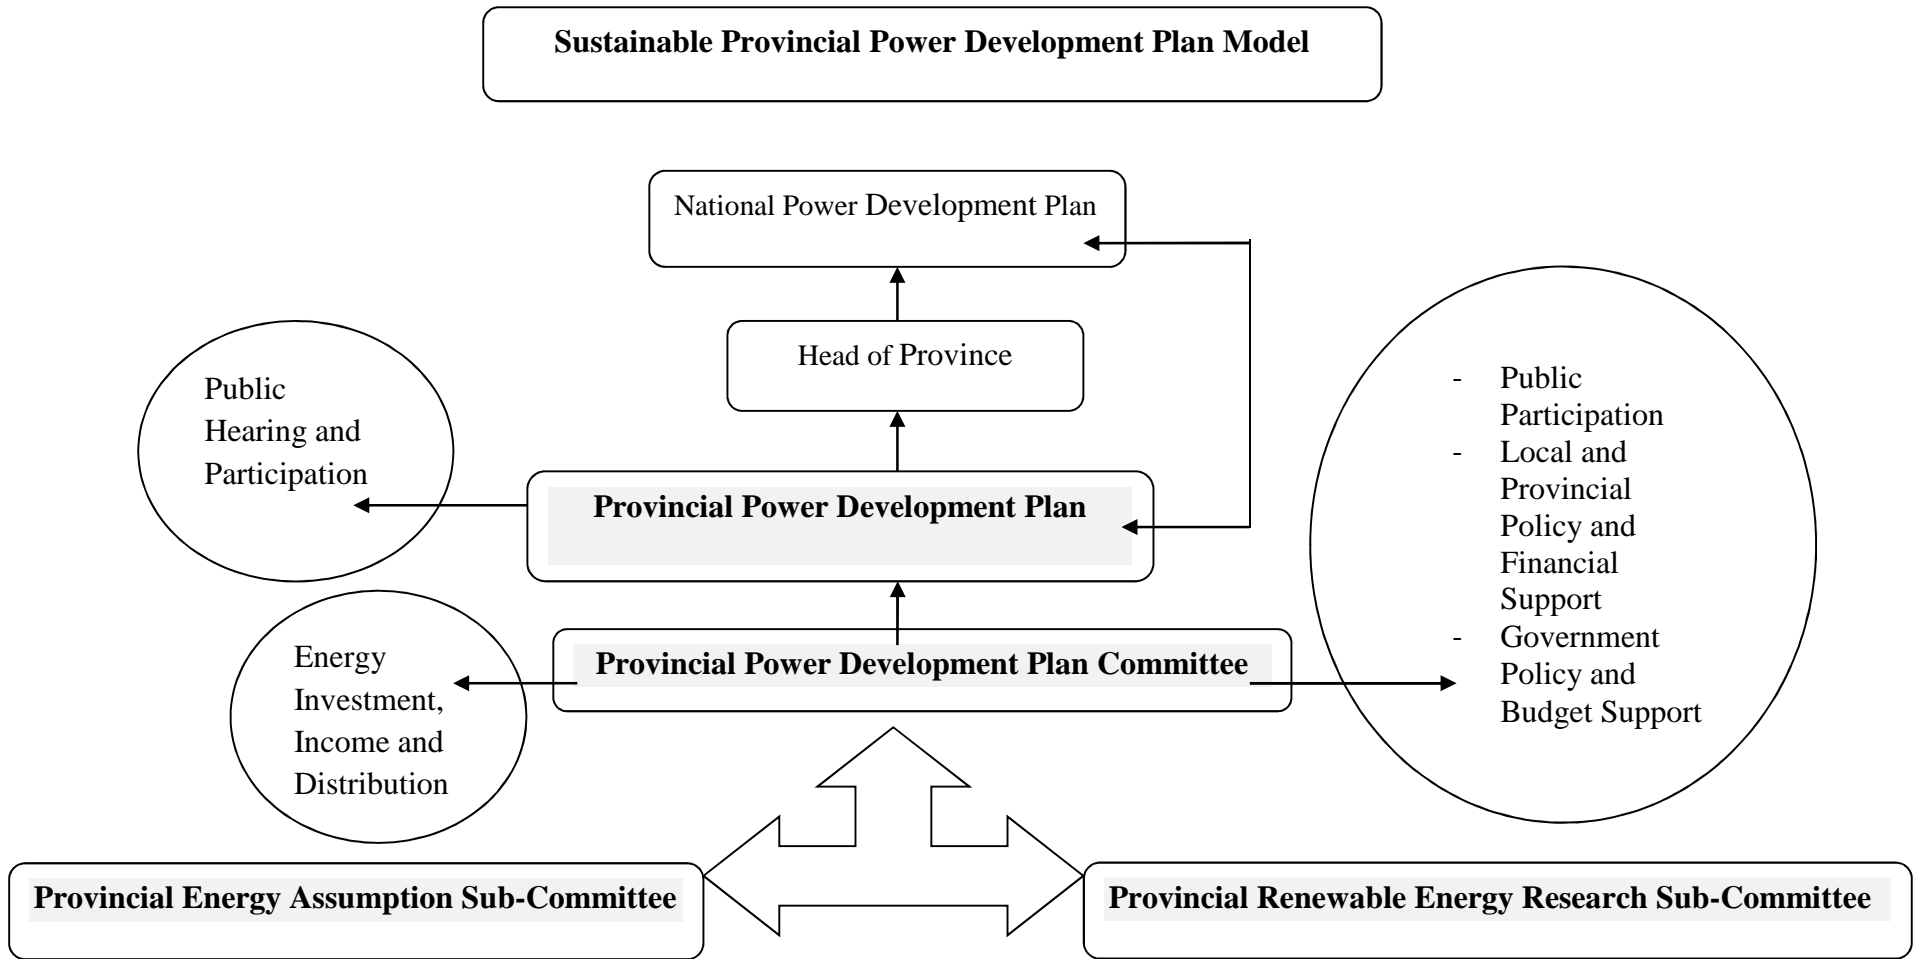 Sustainable Provincial Power Development Plan Model
National Power Development Plan
Head of Province
Public
Hearing and
Participation
Provincial Power Development Plan
- Public
Participation
- Local and
Provincial
Policy and
Financial
Support
- Government
Policy and
Budget Support
Energy
Investment,
Income and
Distribution
Provincial Power Development Plan Committee
Provincial Energy Assumption Sub-Committee
Provincial Renewable Energy Research Sub-Committee